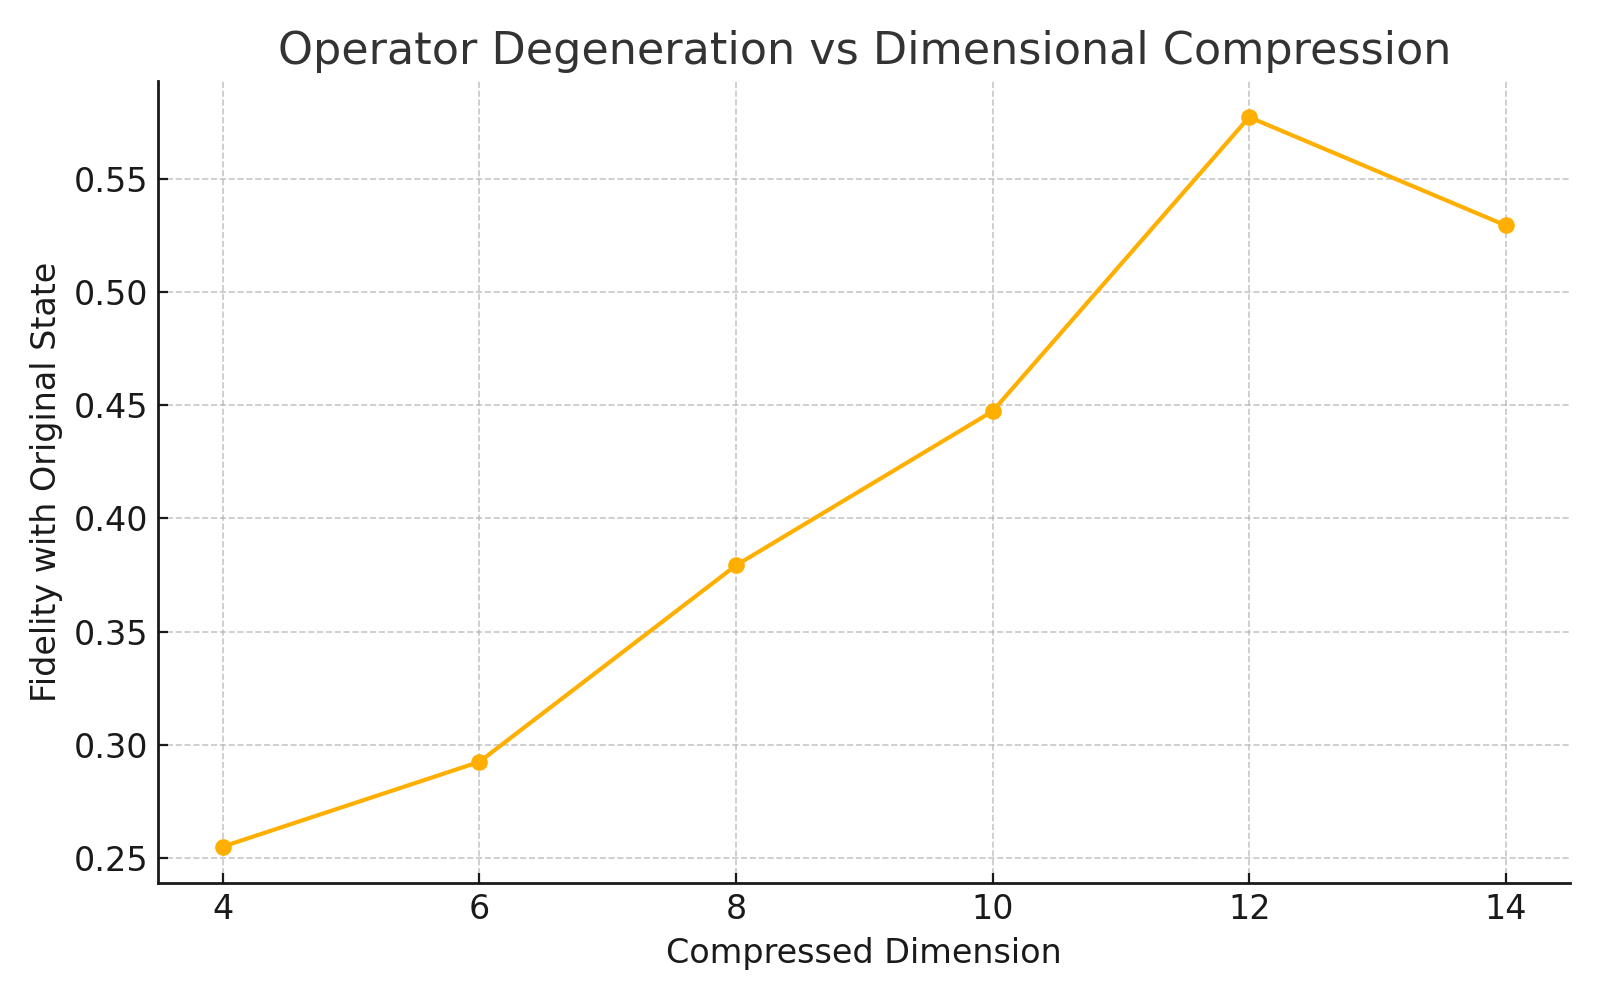 Operator Degeneration vs Dimensional Compression
Fidelity with Original State
0.55
0.50
0.45
0.40
0.35
0.30
0.25
4 6 8 10 12 14
Compressed Dimension